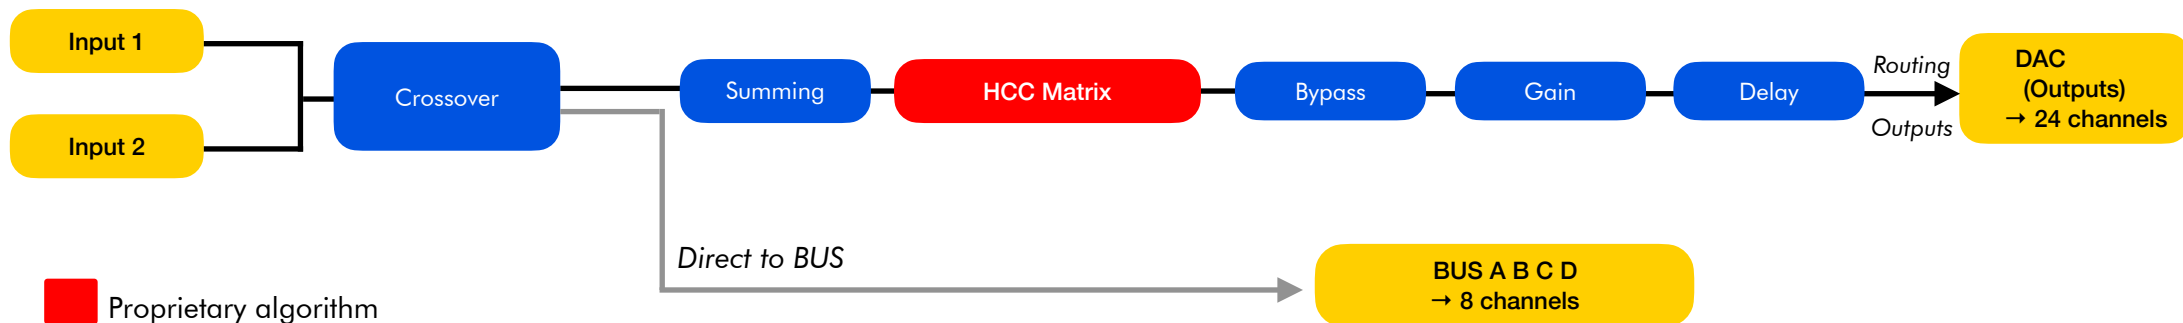 Input 1
Input 2
Crossover
Summing
HCC Matrix
Bypass
Gain
Delay
Routing
Outputs
DAC
(Outputs)
→ 24 channels
Direct to BUS
BUS A B C D
→ 8 channels
Proprietary algorithm